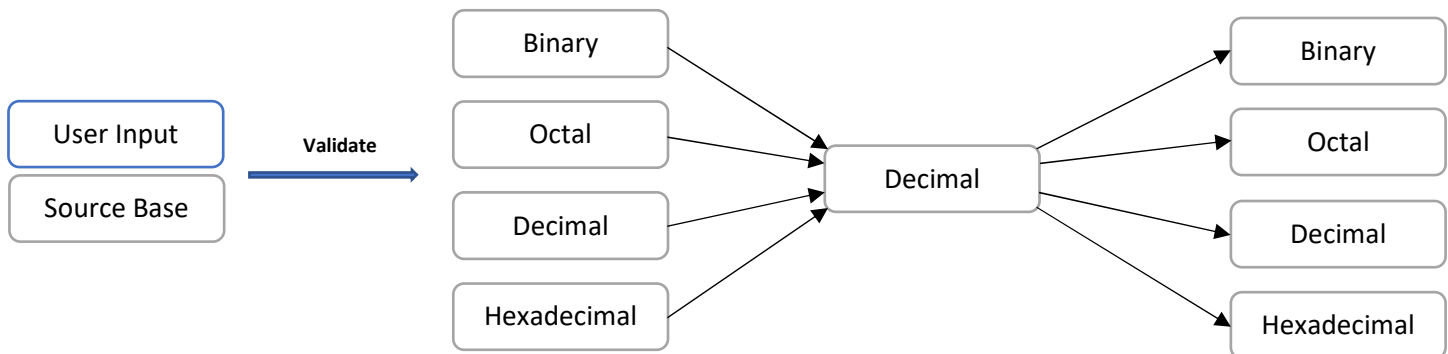 User Input
Source Base
Validate
Binary
Octal
Decimal
Hexadecimal
Decimal
Binary
Octal
Decimal
Hexadecimal